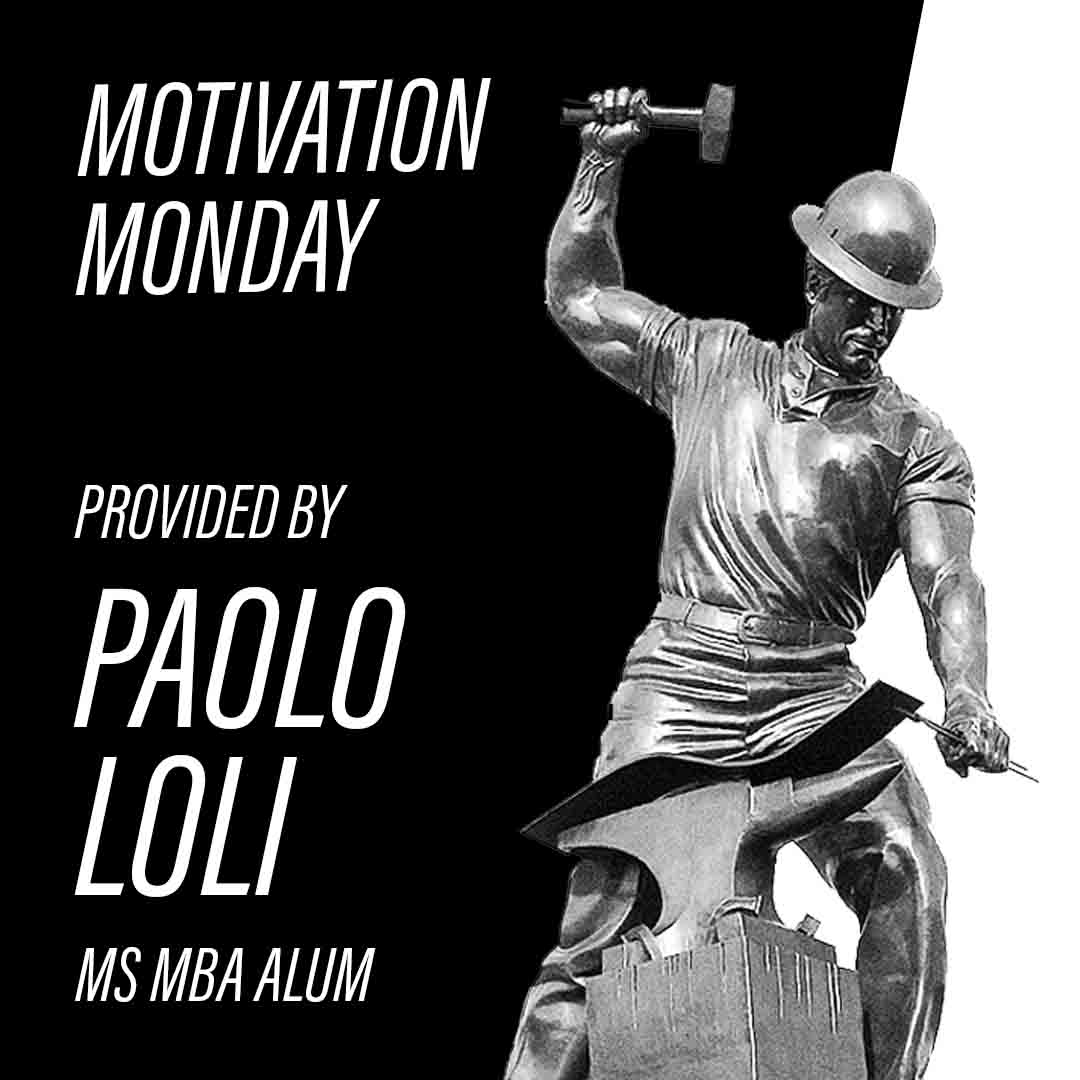 MOTIVATION
MONDAY
PROVIDED BY
PAOLO
LOLI
MS MBA ALUM